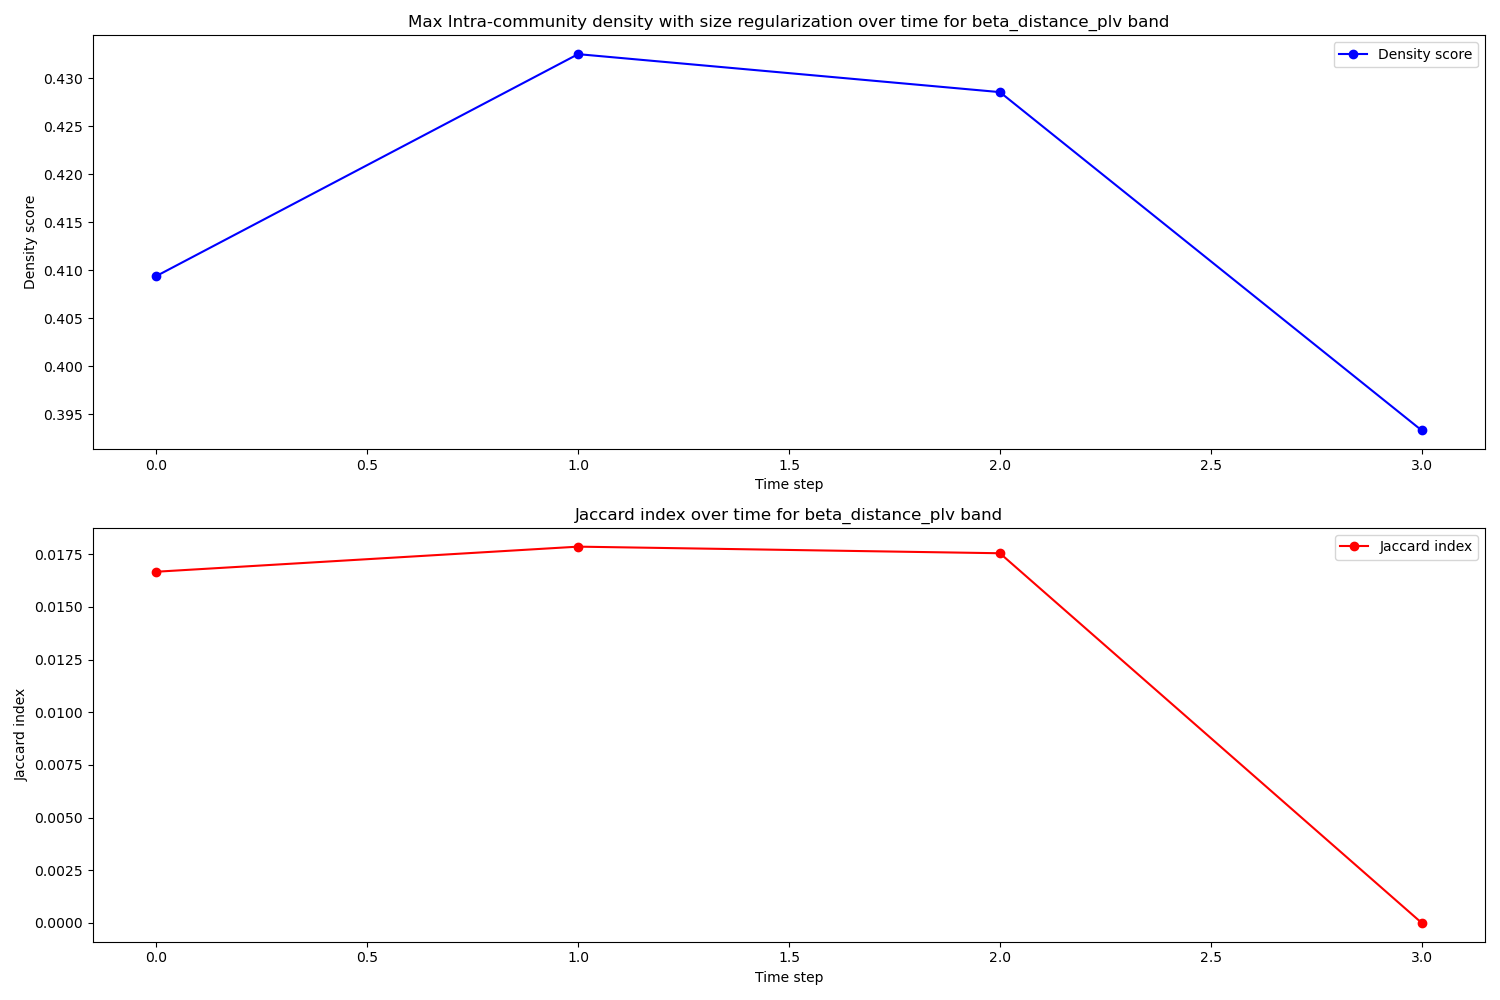 Max Intra-community density with size regularization over time for beta_distance_plv band
Density score
0.430
0.425
0.420
0.415
0.410
0.405
0.400
0.395
Density score
0.0 0.5 1.0 1.5 2.0 2.5 3.0
Time step
Jaccard index over time for beta_distance_plv band
Jaccard index
0.0175
0.0150
0.0125
0.0100
0.0075
0.0050
0.0025
0.0000
Jaccard index
0.0 0.5 1.0 1.5 2.0 2.5 3.0
Time step